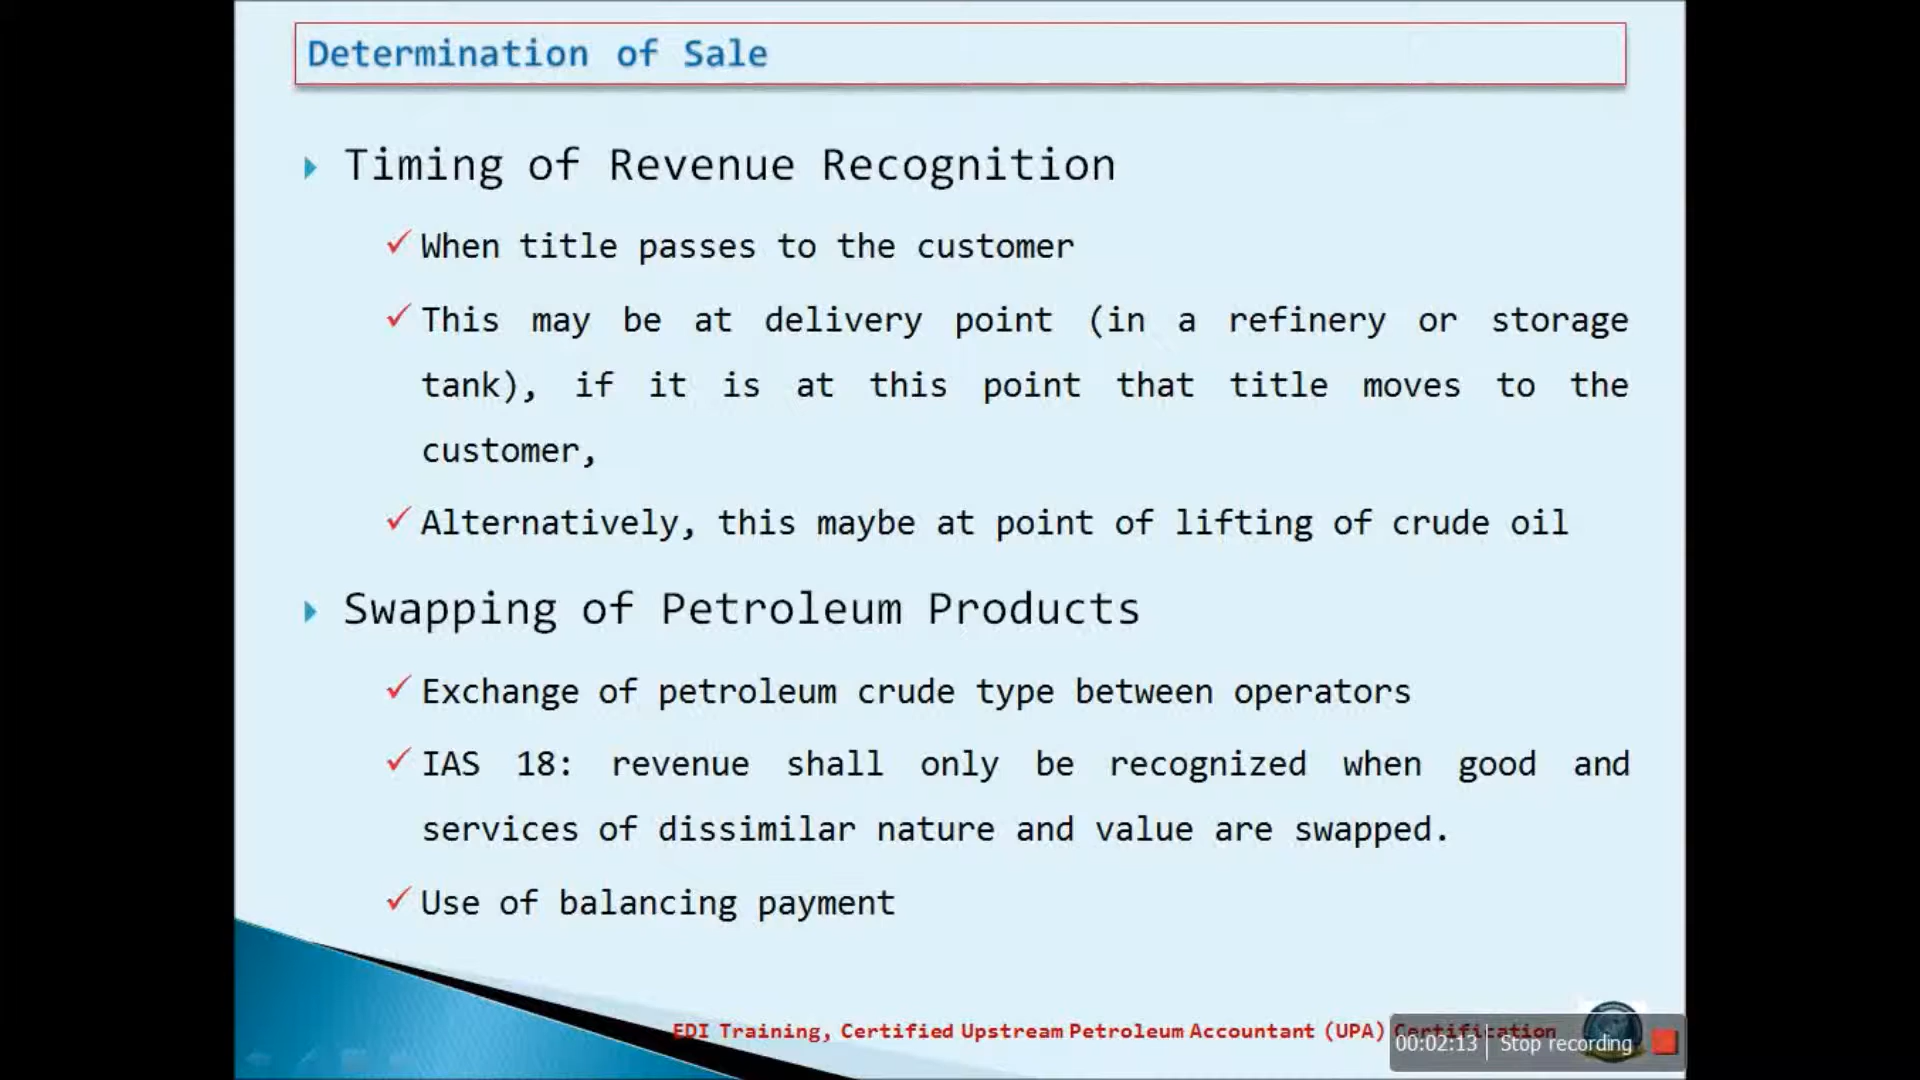 Determination of Sale
Timing of Revenue Recognition
When title passes to the customer
This may be at delivery point (in a refinery or storage
tank), if it is at this point that title moves to the
customer,
Alternatively, this maybe at point of lifting of crude oil
Swapping of Petroleum Products
Exchange of petroleum crude type between operators
IAS 18: revenue shall only be recognized when good and
services of dissimilar nature and value are swapped.
Use of balancing payment
EDI Training, Certified Upstream Petroleum Accountant (UPA) Certification
00:02:13 Stop recording